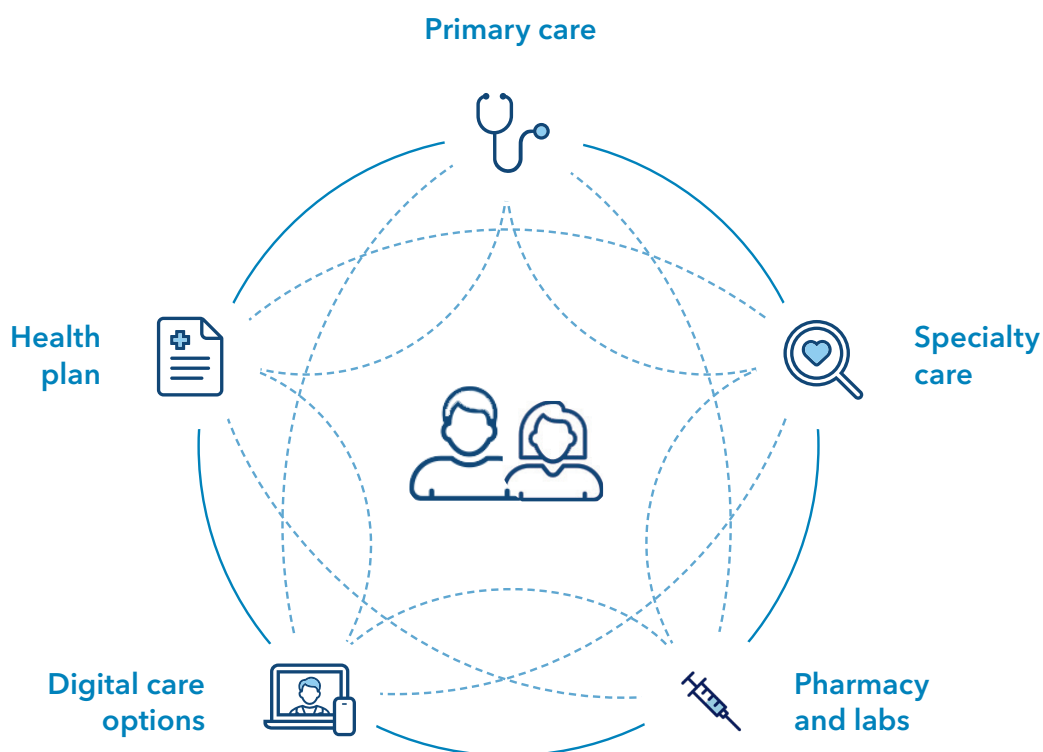 Primary care
Health
plan
Specialty
care
Digital care
options
Pharmacy
and labs